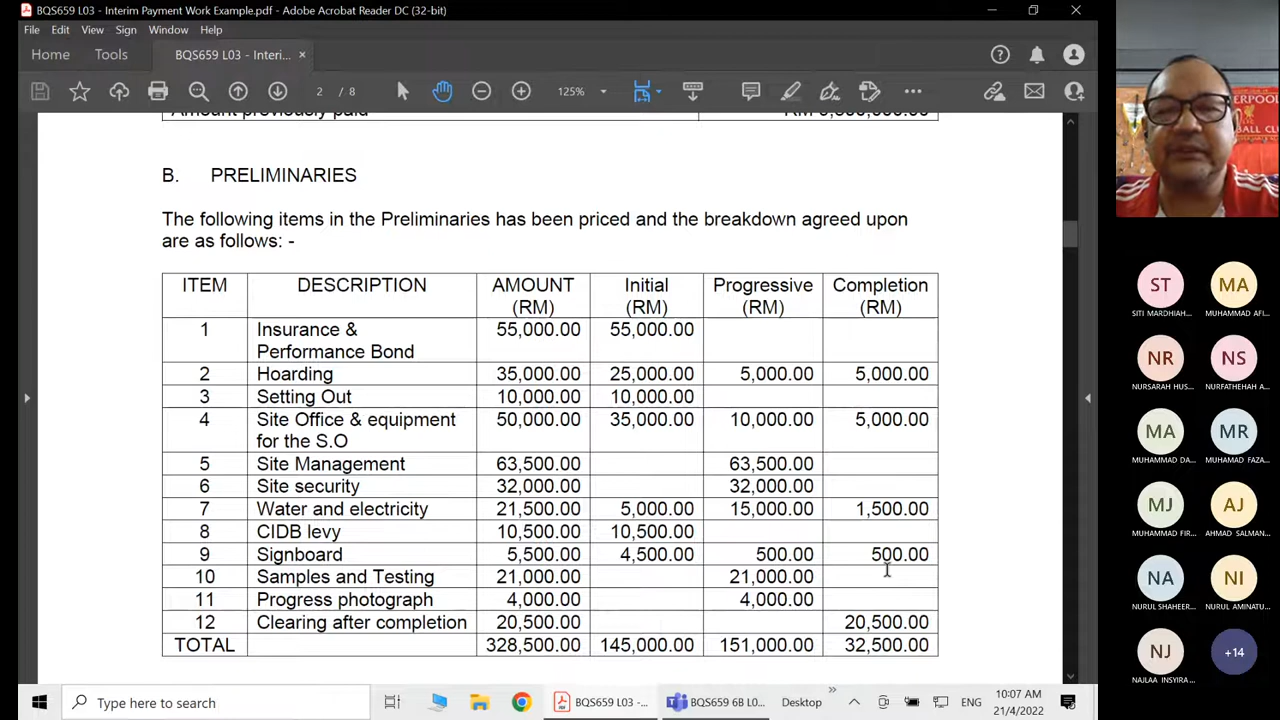 BQS659 L03 - Interim Payment Work Example.pdf - Adobe Acrobat Reader DC (32-bit)
File Edit View Sign Window Help
Home Tools BQS659 L03 - Interi... ×
2 / 8 125%
Amount previously paid
B. PRELIMINARIES
The following items in the Preliminaries has been priced and the breakdown agreed upon
are as follows: -
ITEM DESCRIPTION AMOUNT Initial Progressive Completion
(RM) (RM) (RM) (RM)
1 Insurance & 55,000.00 55,000.00
Performance Bond
2 Hoarding 35,000.00 25,000.00 5,000.00 5,000.00
3 Setting Out 10,000.00 10,000.00
4 Site Office & equipment 50,000.00 35,000.00 10,000.00 5,000.00
for the S.O
5 Site Management 63,500.00 63,500.00
6 Site security 32,000.00 32,000.00
7 Water and electricity 21,500.00 5,000.00 15,000.00 1,500.00
8 CIDB levy 10,500.00 10,500.00
9 Signboard 5,500.00 4,500.00 500.00 500.00
10 Samples and Testing 21,000.00 21,000.00
11 Progress photograph 4,000.00 4,000.00
12 Clearing after completion 20,500.00 20,500.00
TOTAL 328,500.00 145,000.00 151,000.00 32,500.00
ST MA
SITI MARDHIAH... MUHAMMAD AFI...
NR NS
NURSARAH HUS... NURFATHEHAH A...
MA MR
MUHAMMAD DA... MUHAMAD FAZA...
MJ AJ
MUHAMMAD FIR... AHMAD SALMAN...
NA NI
NURUL SHAHEER... NURUL AMINATU...
NJ +14
NAJLAA INSYIRA ...
Type here to search
BQS659 L03 -... BQS659 6B L0... Desktop
ENG
10:07 AM
21/4/2022